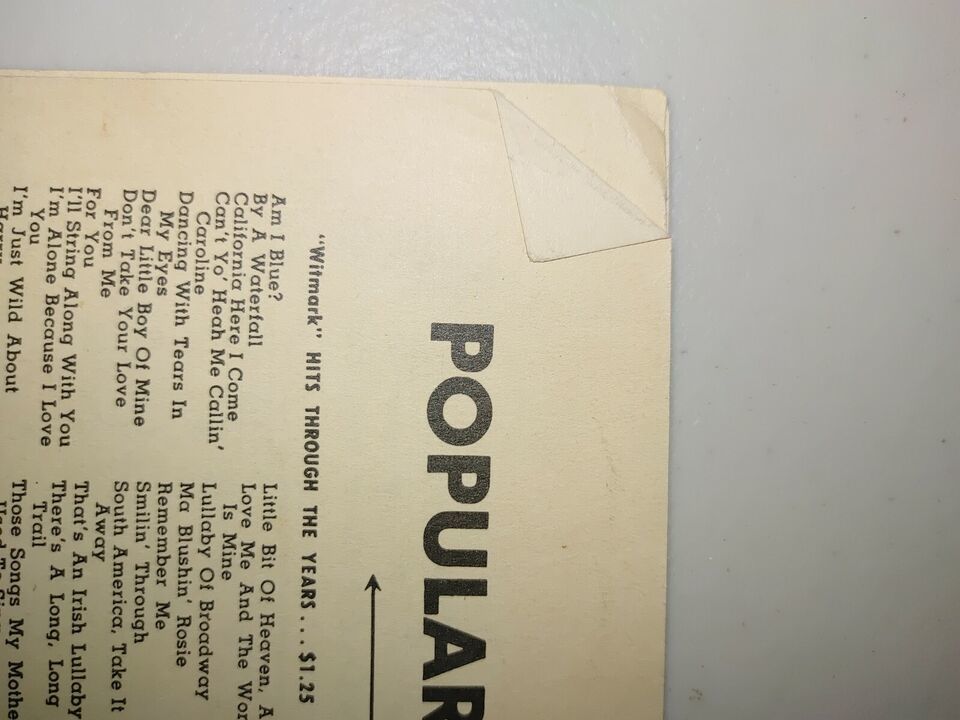 POPULAR
"Witmark" HITS THROUGH THE YEARS... $1.25
Am I Blue?
By A Waterfall
California Here I Come
Can't Yo' Heah Me Callin'
Caroline
Dancing With Tears In
My Eyes
Dear Little Boy Of Mine
Don't Take Your Love
From Me
For You
I'll String Along With You
I'm Alone Because I Love
You
I'm Just Wild About
Harry
Little Bit Of Heaven, A
Love Me And The
Is Mine
Lullaby Of Broadway
Ma Blushin' Rosie
Remember Me
Smilin' Through
South America, Take It
Away
That's An Irish Lullaby
There's A Long, Long
Trail
Those Songs My